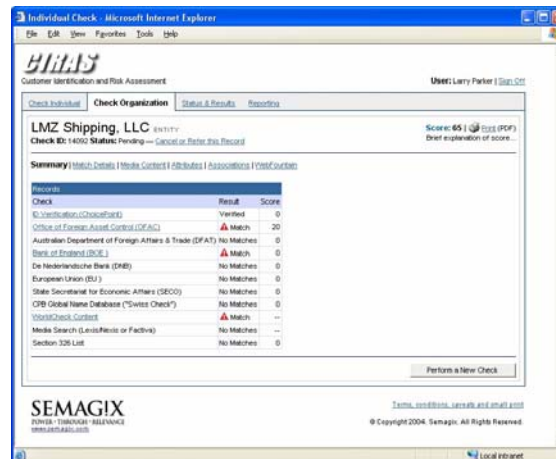 Individual Check - Microsoft Internet Explorer
File Edit View Favorites Tools Help
CIRAS
Customer Identification and Risk Assessment
User: Larry Parker | Sign Off
Check Individual Check Organization Status & Results Reporting
LMZ Shipping, LLC ENTITY
Score: 65 | Print (PDF)
Check ID: 14092 Status: Pending — Cancel or Refer this Record
Brief explanation of score...
Summary | Match Details | Media Content | Attributes | Associations | WebFountain
Records
Check Result Score
ID Verification (ChoicePoint) Verified 0
Office of Foreign Asset Control (OFAC) Match 20
Australian Department of Foreign Affairs & Trade (DFAT) No Matches 0
Bank of England (BOE ) Match 0
De Nederlandsche Bank (DNB) No Matches 0
European Union (EU ) No Matches 0
State Secretariat for Economic Affairs (SECO) No Matches 0
CPB Global Name Database ("Swiss Check") No Matches 0
WorldCheck Content Match --
Media Search (Lexis/Nexis or Factiva) No Matches --
Section 326 List No Matches 0
Perform a New Check
SEMAGIX
POWER · THROUGH · RELEVANCE
www.semagix.com
Terms, conditions, caveats and small print
© Copyright 2004. Semagix. All Rights Reserved.
Local intranet